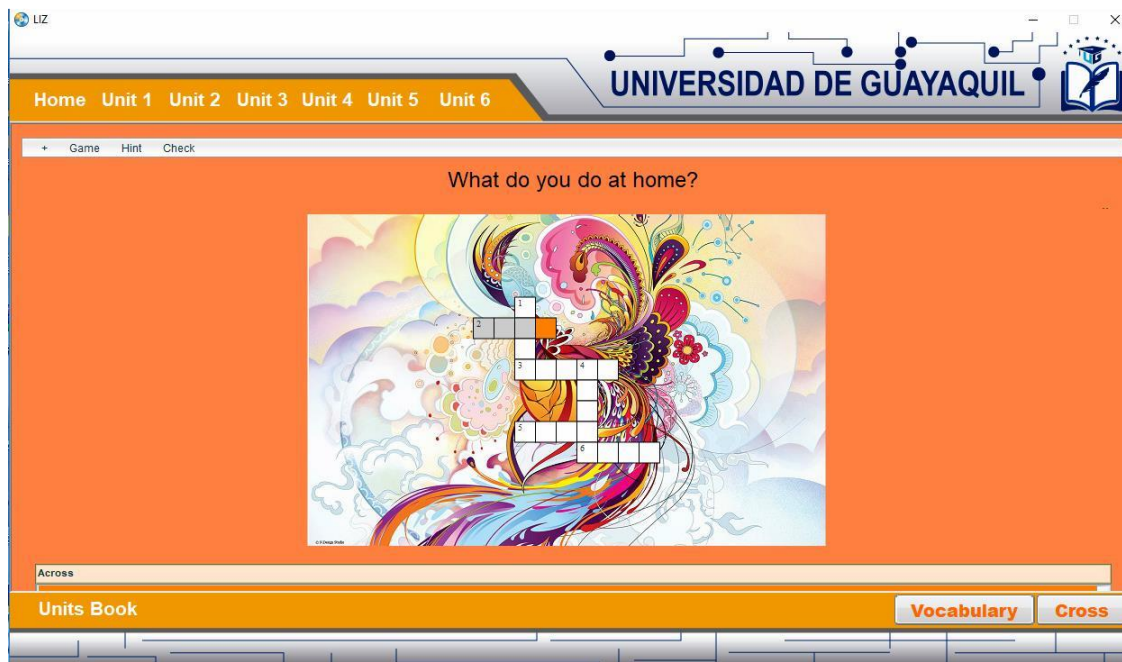 LIZ
UNIVERSIDAD DE GUAYAQUIL
Home Unit 1 Unit 2 Unit 3 Unit 4 Unit 5 Unit 6
+ Game Hint Check
What do you do at home?
1
2
3 4
5
6
Across
Units Book Vocabulary Cross